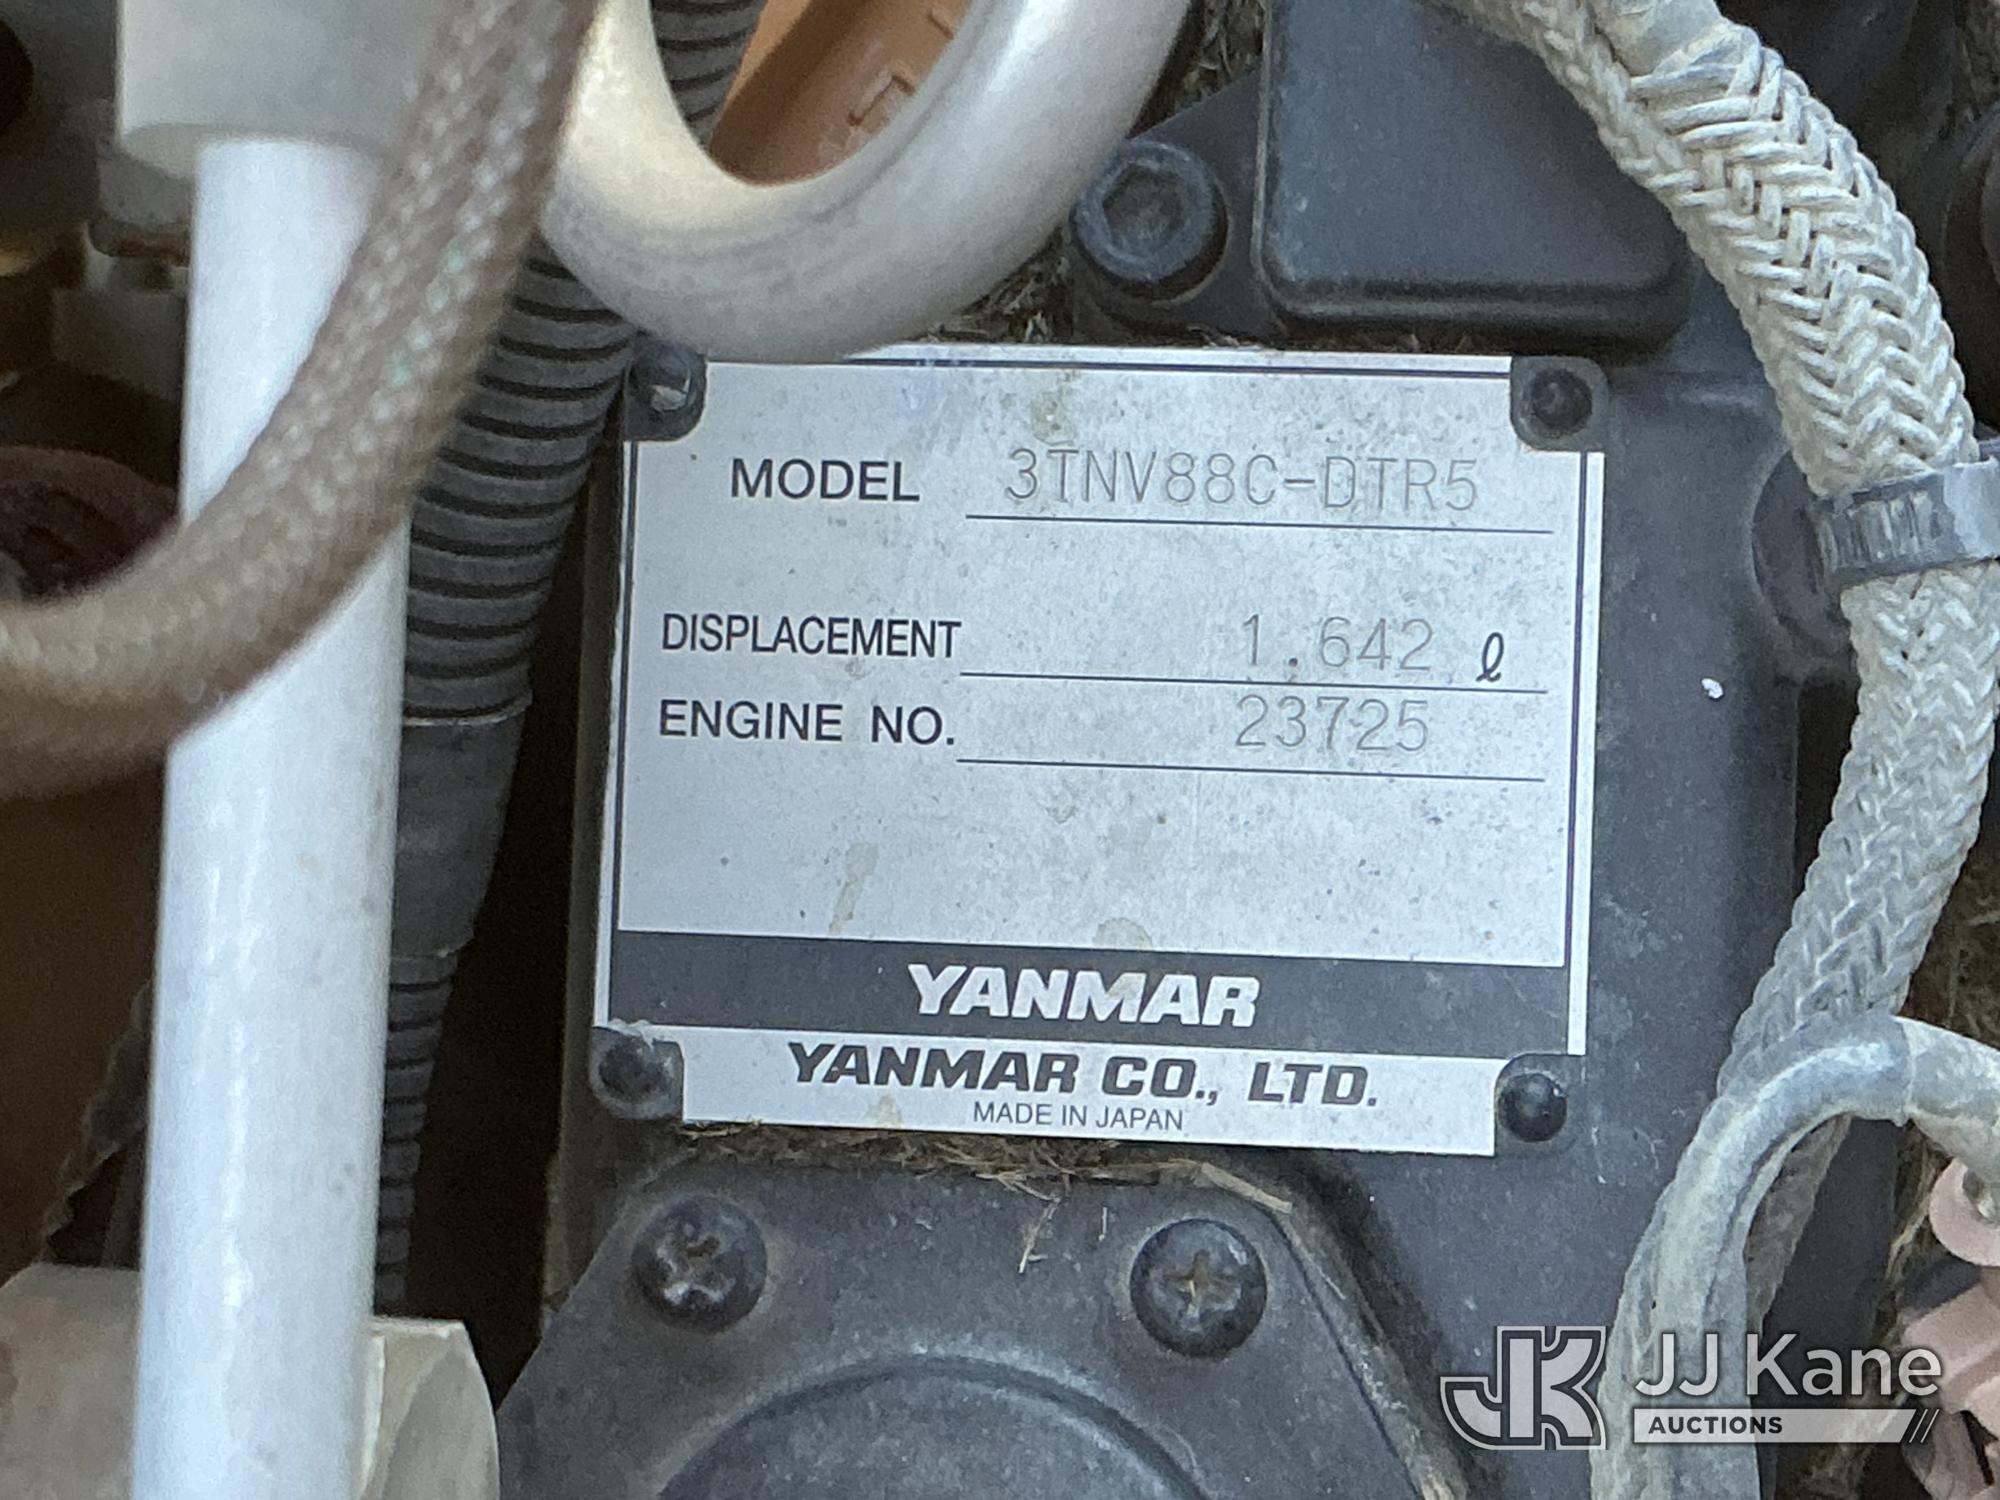 MODEL 3TNV88C-DTR5
DISPLACEMENT 1.642 ℓ
ENGINE NO. 23725
YANMAR
YANMAR CO., LTD.
MADE IN JAPAN
JK JJ Kane
AUCTIONS